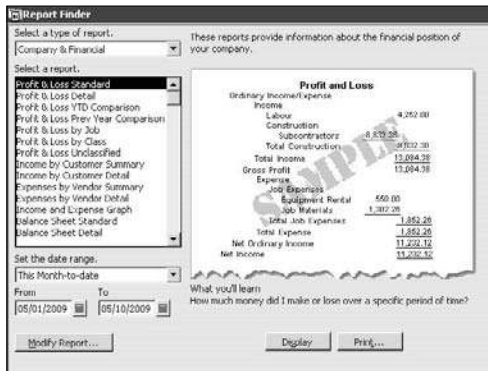 Report Finder
Select a type of report.
Company & Financial
Select a report.
Profit & Loss Standard
Profit & Loss Detail
Profit & Loss YTD Comparison
Profit & Loss Prev Year Comparison
Profit & Loss by Job
Profit & Loss by Class
Profit & Loss Unclassified
Income by Customer Summary
Income by Customer Detail
Expenses by Vendor Summary
Expenses by Vendor Detail
Income and Expense Graph
Balance Sheet Standard
Balance Sheet Detail
Set the date range.
This Month-to-date
From To
05/01/2009 05/10/2009
Modify Report...
These reports provide information about the financial position of
your company.
Profit and Loss
Ordinary Income/Expense
Income
Labour 4,252.00
Construction
Subcontractors 8,832.38
Total Construction 8,832.38
Total Income 13,084.38
Gross Profit 13,084.38
Expense
Job Expenses
Equipment Rental 550.00
Job Materials 1,302.26
Total Job Expenses 1,852.26
Total Expense 1,852.26
Net Ordinary Income 11,232.12
Net Income 11,232.12
SAMPLE
What you'll learn
How much money did I make or lose over a specific period of time?
Display Print...